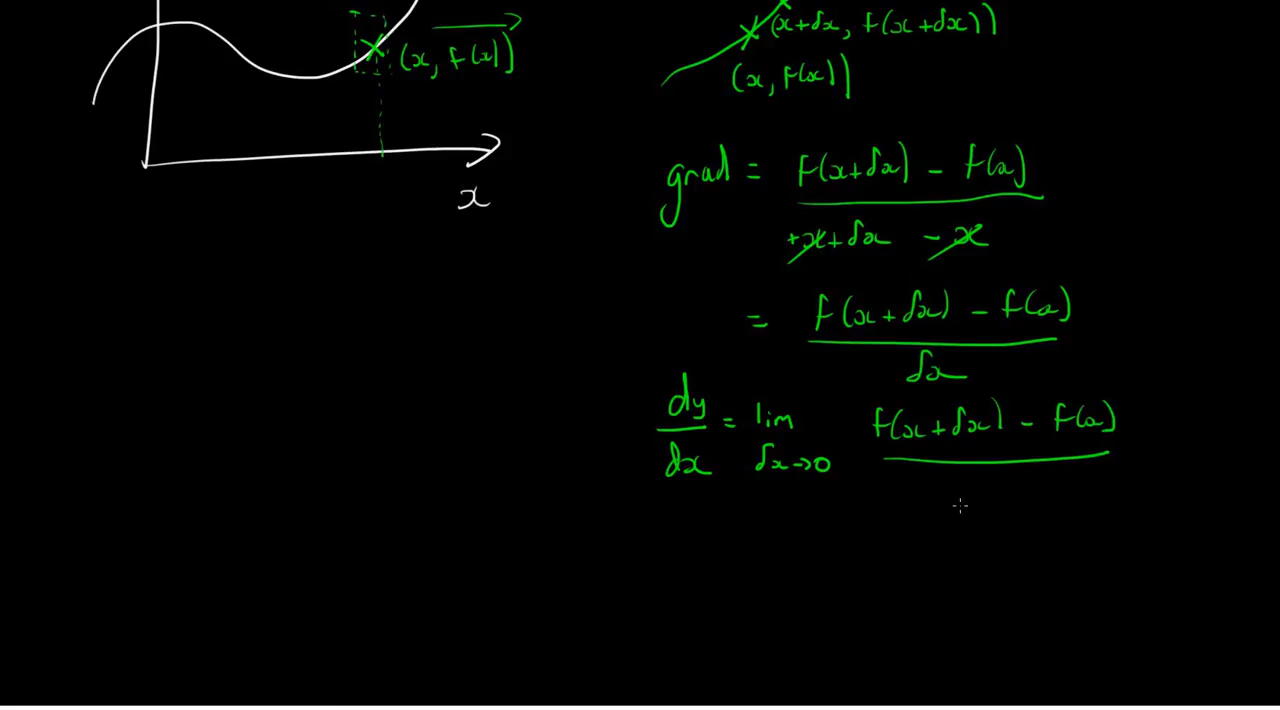 (x, f(x))
x
(x+δx, f(x+δx))
(x, f(x))
grad = f(x+δx) - f(x)
+x+δx - x
= f(x+δx) - f(x)
δx
dy = lim f(x+δx) - f(x)
dx δx→0